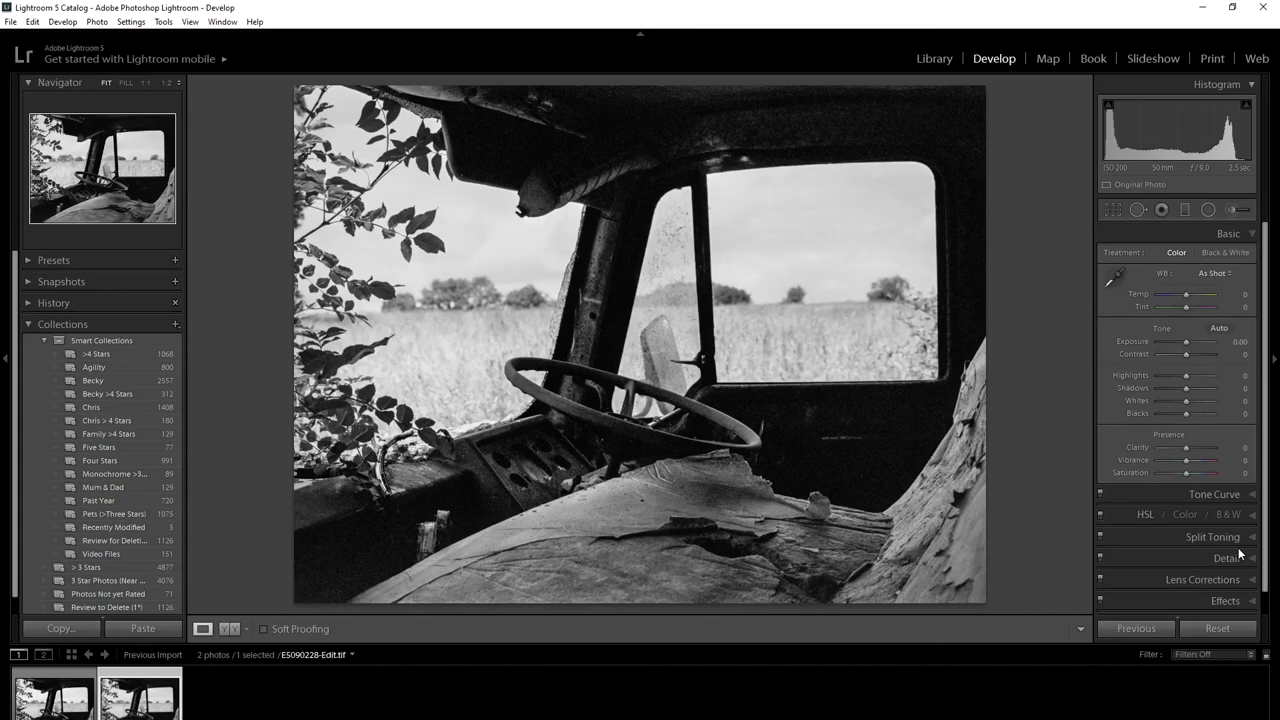 Lightroom 5 Catalog - Adobe Photoshop Lightroom - Develop
File Edit Develop Photo Settings Tools View Window Help
Lr
Adobe Lightroom 5
Get started with Lightroom mobile
Library | Develop | Map | Book | Slideshow | Print | Web
Navigator FIT FILL 1:1 1:2
Presets +
Snapshots +
History ×
Collections +
Smart Collections
>4 Stars 1068
Agility 800
Becky 2557
Becky >4 Stars 312
Chris 1408
Chris > 4 Stars 180
Family >4 Stars 129
Five Stars 77
Four Stars 991
Monochrome >3... 89
Mum & Dad 129
Past Year 720
Pets (>Three Stars) 1075
Recently Modified 5
Review for Deleti... 1126
Video Files 151
> 3 Stars 4877
3 Star Photos (Near ... 4076
Photos Not yet Rated 71
Review to Delete (1*) 1126
Copy... Paste
Soft Proofing
Histogram
ISO 200 50 mm f / 9.0 2.5 sec
Original Photo
Basic
Treatment : Color Black & White
WB : As Shot
Temp 0
Tint 0
Tone Auto
Exposure 0.00
Contrast 0
Highlights 0
Shadows 0
Whites 0
Blacks 0
Presence
Clarity 0
Vibrance 0
Saturation 0
Tone Curve
HSL / Color / B & W
Split Toning
Detail
Lens Corrections
Effects
Previous Reset
1 2 Previous Import 2 photos / 1 selected / E5090228-Edit.tif Filter : Filters Off